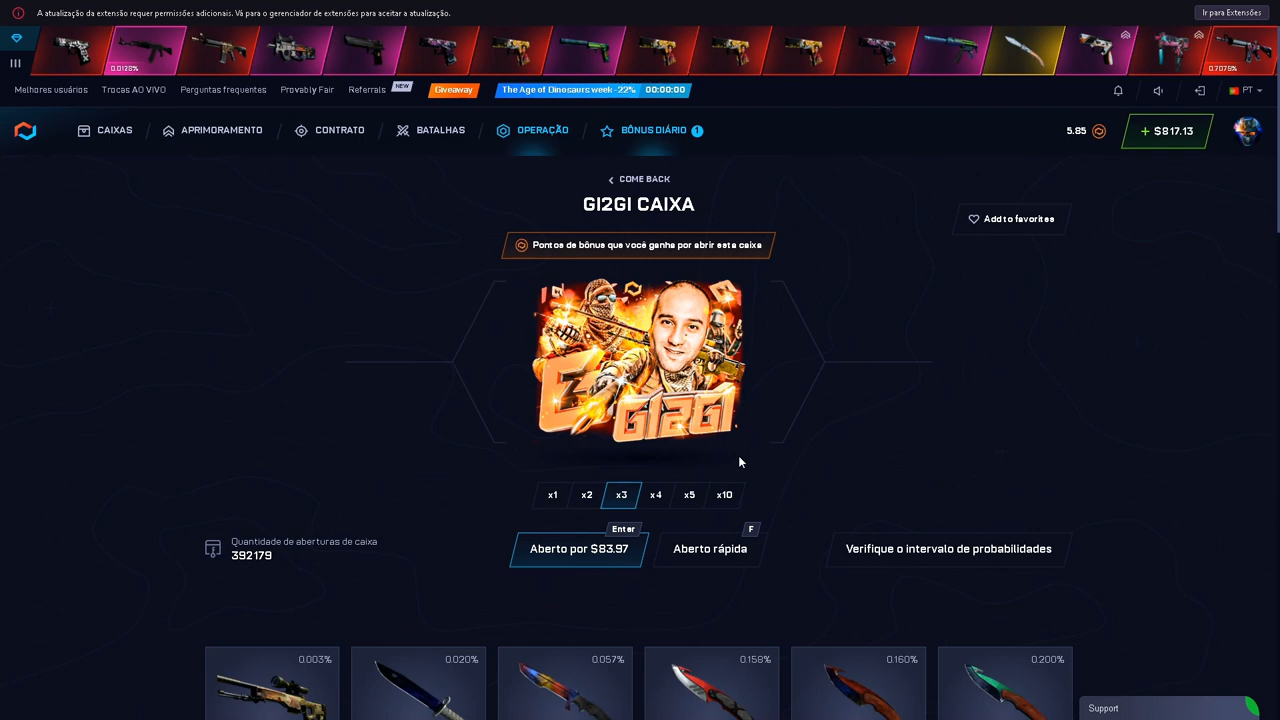 A atualização da extensão requer permissões adicionais. Vá para o gerenciador de extensões para aceitar a atualização.
Ir para Extensões
0.0128%
0.7075%
Melhores usuários
Trocas AO VIVO
Perguntas frequentes
Provably Fair
Referrals
NEW
Giveaway
The Age of Dinosaurs week -22%
00:00:00
PT
CAIXAS
APRIMORAMENTO
CONTRATO
BATALHAS
OPERAÇÃO
BÔNUS DIÁRIO
1
5.85
+ $817.13
COME BACK
GI2GI CAIXA
Add to favorites
Pontos de bônus que você ganha por abrir esta caixa
GI2GI
x1
x2
x3
x4
x5
x10
Enter
F
Quantidade de aberturas de caixa
392179
Aberto por $83.97
Aberto rápida
Verifique o intervalo de probabilidades
0.003%
0.020%
0.057%
0.158%
0.160%
0.200%
Support